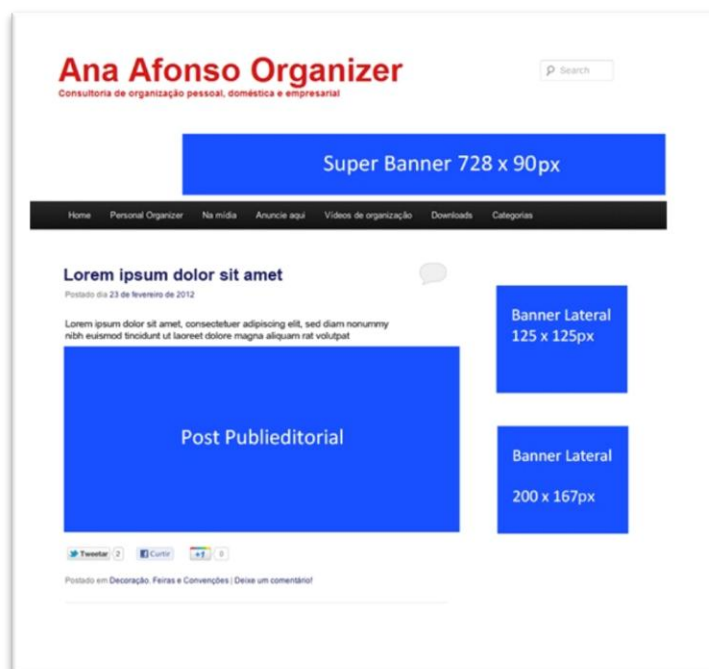 Ana Afonso Organizer
Consultoria de organização pessoal, doméstica e empresarial
Search
Super Banner 728 x 90px
Home Personal Organizer Na mídia Anuncie aqui Vídeos de organização Downloads Categorias
Lorem ipsum dolor sit amet
Postado dia 23 de fevereiro de 2012
Lorem ipsum dolor sit amet, consectetuer adipiscing elit, sed diam nonummy
nibh euismod tincidunt ut laoreet dolore magna aliquam rat volutpat
Post Publieditorial
Banner Lateral
125 x 125px
Banner Lateral
200 x 167px
Tweetar 2 Curtir +1 0
Postado em Decoração, Feiras e Convenções | Deixe um comentário!